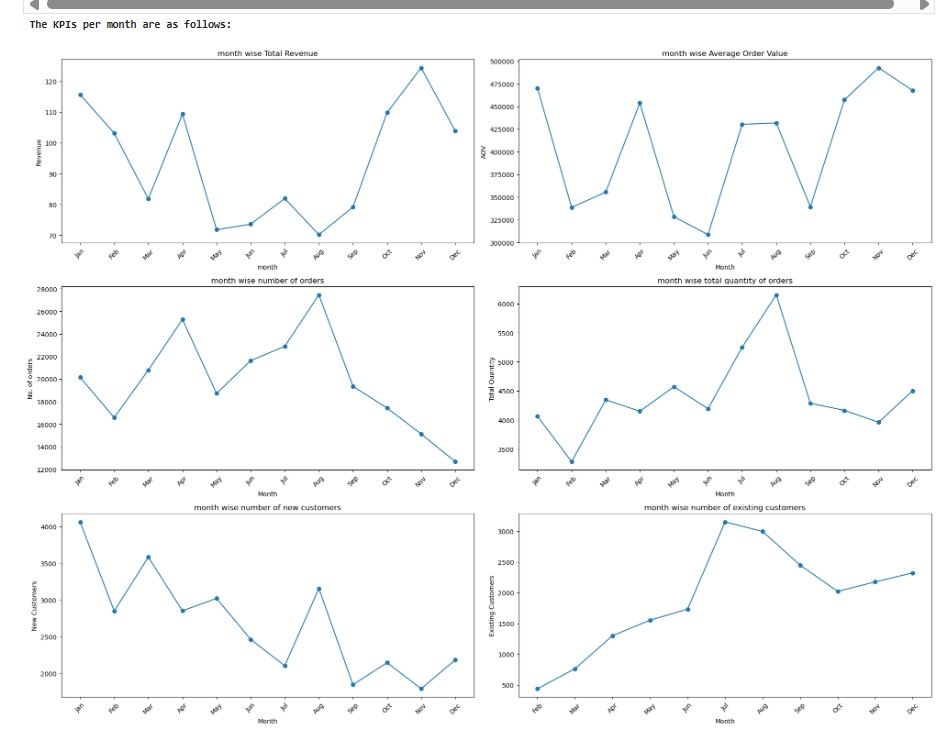 The KPIs per month are as follows:
month wise Total Revenue
Revenue
120
110
100
90
80
70
Jan
Feb
Mar
Apr
May
Jun
Jul
Aug
Sep
Oct
Nov
Dec
month
month wise Average Order Value
AOV
500000
475000
450000
425000
400000
375000
350000
325000
300000
Jan
Feb
Mar
Apr
May
Jun
Jul
Aug
Sep
Oct
Nov
Dec
Month
month wise number of orders
No. of orders
28000
26000
24000
22000
20000
18000
16000
14000
12000
Jan
Feb
Mar
Apr
May
Jun
Jul
Aug
Sep
Oct
Nov
Dec
Month
month wise total quantity of orders
Total Quantity
6000
5500
5000
4500
4000
3500
Jan
Feb
Mar
Apr
May
Jun
Jul
Aug
Sep
Oct
Nov
Dec
Month
month wise number of new customers
New Customers
4000
3500
3000
2500
2000
Jan
Feb
Mar
Apr
May
Jun
Jul
Aug
Sep
Oct
Nov
Dec
Month
month wise number of existing customers
Existing Customers
3000
2500
2000
1500
1000
500
Feb
Mar
Apr
May
Jun
Jul
Aug
Sep
Oct
Nov
Dec
Month